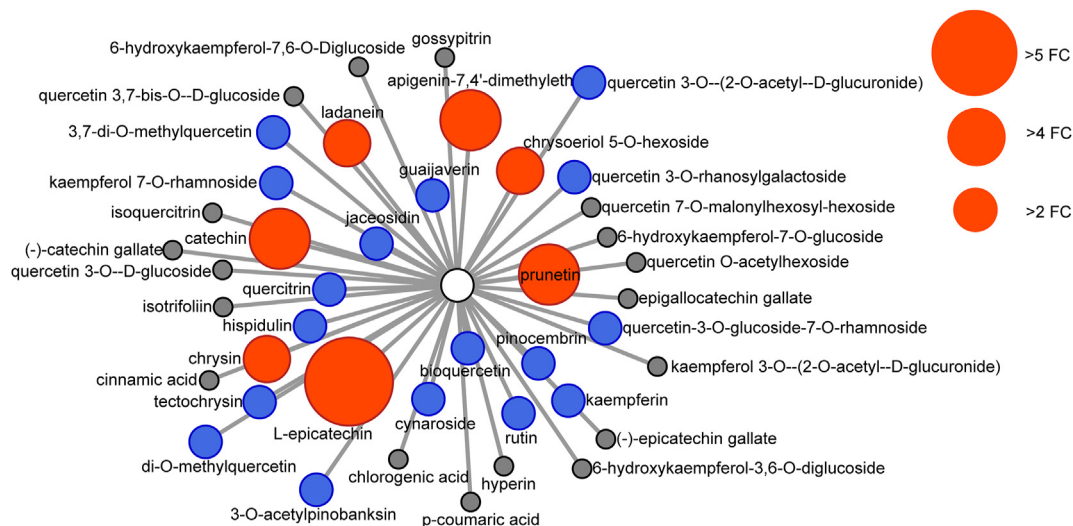 gossypitrin
6-hydroxykaempferol-7,6-O-Diglucoside
>5 FC
apigenin-7,4'-dimethyleth
quercetin 3-O--(2-O-acetyl--D-glucuronide)
quercetin 3,7-bis-O--D-glucoside
ladanein
3,7-di-O-methylquercetin
>4 FC
chrysoeriol 5-O-hexoside
guaijaverin
quercetin 3-O-rhanosylgalactoside
kaempferol 7-O-rhamnoside
quercetin 7-O-malonylhexosyl-hexoside
>2 FC
isoquercitrin
jaceosidin
catechin
6-hydroxykaempferol-7-O-glucoside
(-)-catechin gallate
quercetin O-acetylhexoside
quercetin 3-O--D-glucoside
prunetin
quercitrin
epigallocatechin gallate
isotrifoliin
hispidulin
quercetin-3-O-glucoside-7-O-rhamnoside
pinocembrin
chrysin
kaempferol 3-O--(2-O-acetyl--D-glucuronide)
bioquercetin
cinnamic acid
tectochrysin
kaempferin
cynaroside
L-epicatechin
rutin
(-)-epicatechin gallate
di-O-methylquercetin
6-hydroxykaempferol-3,6-O-diglucoside
chlorogenic acid
hyperin
3-O-acetylpinobanksin
p-coumaric acid